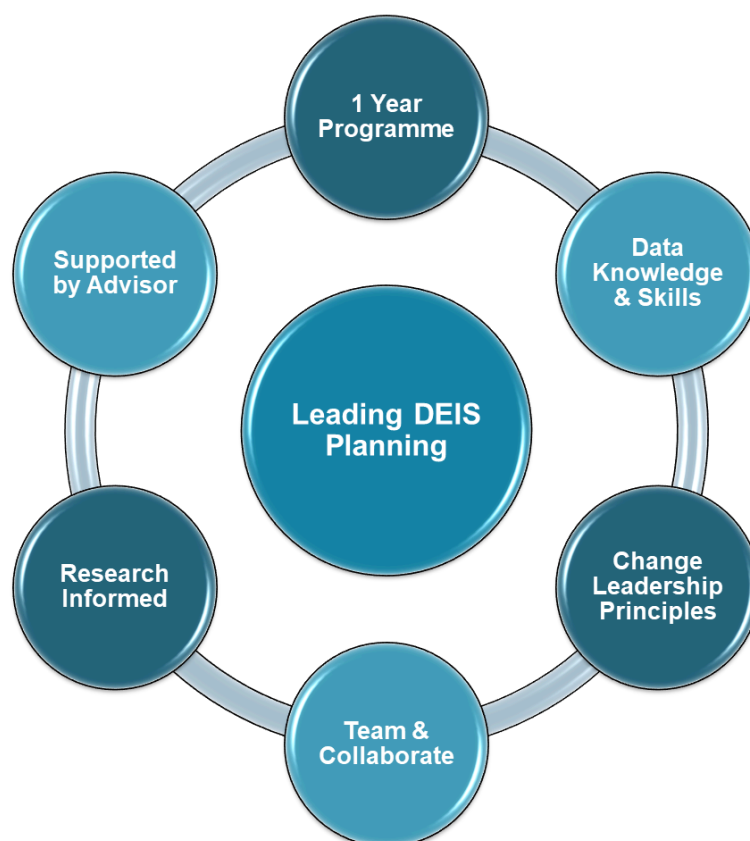 1 Year
Programme
Data
Knowledge
& Skills
Change
Leadership
Principles
Team &
Collaborate
Research
Informed
Supported
by Advisor
Leading DEIS
Planning